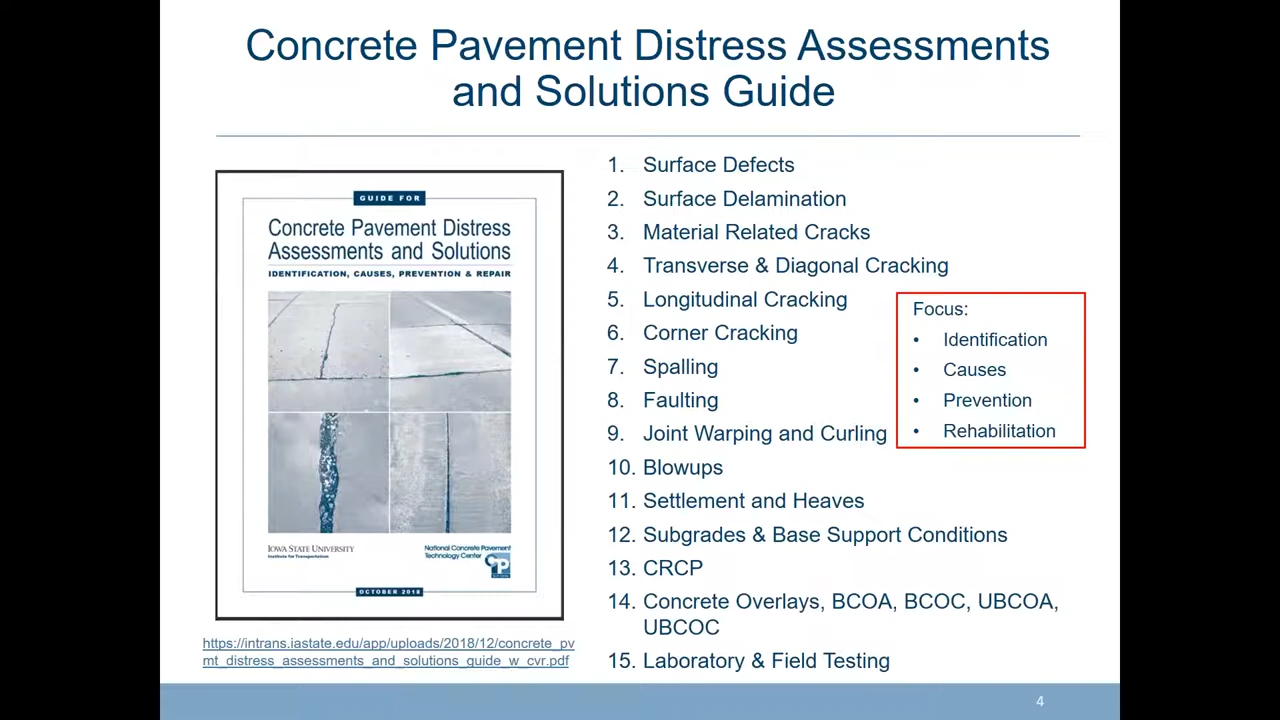 Concrete Pavement Distress Assessments
and Solutions Guide
GUIDE FOR
Concrete Pavement Distress
Assessments and Solutions
IDENTIFICATION, CAUSES, PREVENTION & REPAIR
IOWA STATE UNIVERSITY
Institute for Transportation
National Concrete Pavement
Technology Center
CP
OCTOBER 2018
https://intrans.iastate.edu/app/uploads/2018/12/concrete_pv
mt_distress_assessments_and_solutions_guide_w_cvr.pdf
1. Surface Defects
2. Surface Delamination
3. Material Related Cracks
4. Transverse & Diagonal Cracking
5. Longitudinal Cracking
6. Corner Cracking
7. Spalling
8. Faulting
9. Joint Warping and Curling
10. Blowups
11. Settlement and Heaves
12. Subgrades & Base Support Conditions
13. CRCP
14. Concrete Overlays, BCOA, BCOC, UBCOA,
UBCOC
15. Laboratory & Field Testing
Focus:
• Identification
• Causes
• Prevention
• Rehabilitation
4